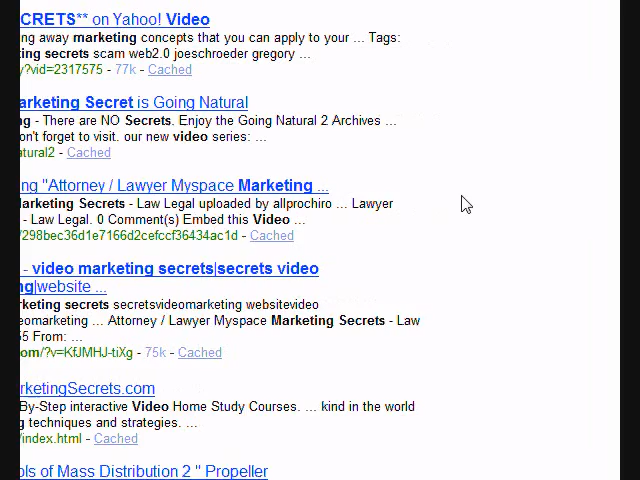 CRETS** on Yahoo! Video
ng away marketing concepts that you can apply to your ... Tags:
ing secrets scam web2.0 joeschroeder gregory ...
y?vid=2317575 - 77k - Cached
arketing Secret is Going Natural
ng - There are NO Secrets. Enjoy the Going Natural 2 Archives ...
on't forget to visit. our new video series: ...
atural2 - Cached
ng "Attorney / Lawyer Myspace Marketing ...
arketing Secrets - Law Legal uploaded by allprochiro ... Lawyer
- Law Legal. 0 Comment(s) Embed this Video ...
/298bec36d1e7166d2cefccf36434ac1d - Cached
- video marketing secrets|secrets video
ng|website ...
rketing secrets secretsvideomarketing websitevideo
eomarketing ... Attorney / Lawyer Myspace Marketing Secrets - Law
55 From: ...
om/?v=KfJMHJ-tiXg - 75k - Cached
rketingSecrets.com
By-Step interactive Video Home Study Courses. ... kind in the world
g techniques and strategies. ...
/index.html - Cached
ols of Mass Distribution 2 " Propeller